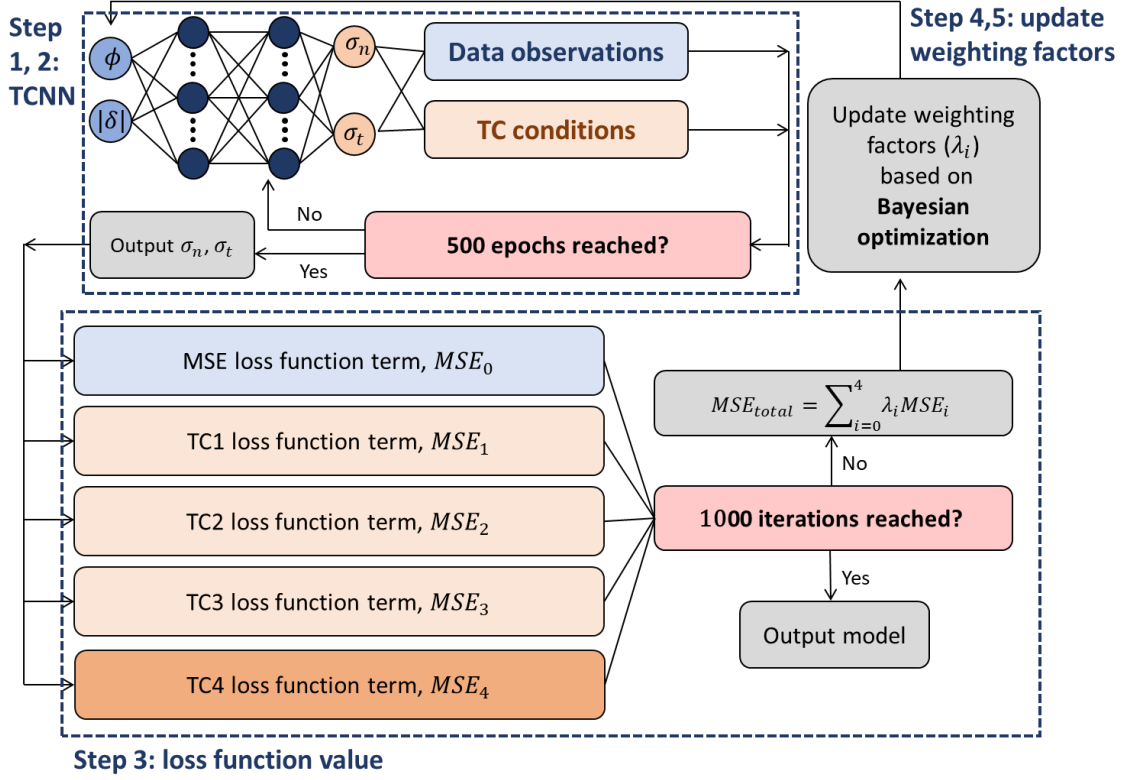 Step
1, 2:
TCNN
ϕ
|δ|
σₙ
σₜ
Data observations
TC conditions
No
500 epochs reached?
Yes
Output σₙ, σₜ
Step 4,5: update
weighting factors
Update weighting
factors (λᵢ)
based on
Bayesian
optimization
MSE loss function term, MSE₀
TC1 loss function term, MSE₁
TC2 loss function term, MSE₂
TC3 loss function term, MSE₃
TC4 loss function term, MSE₄
MSE_total = ∑_{i=0}^{4} λᵢMSEᵢ
No
1000 iterations reached?
Yes
Output model
Step 3: loss function value